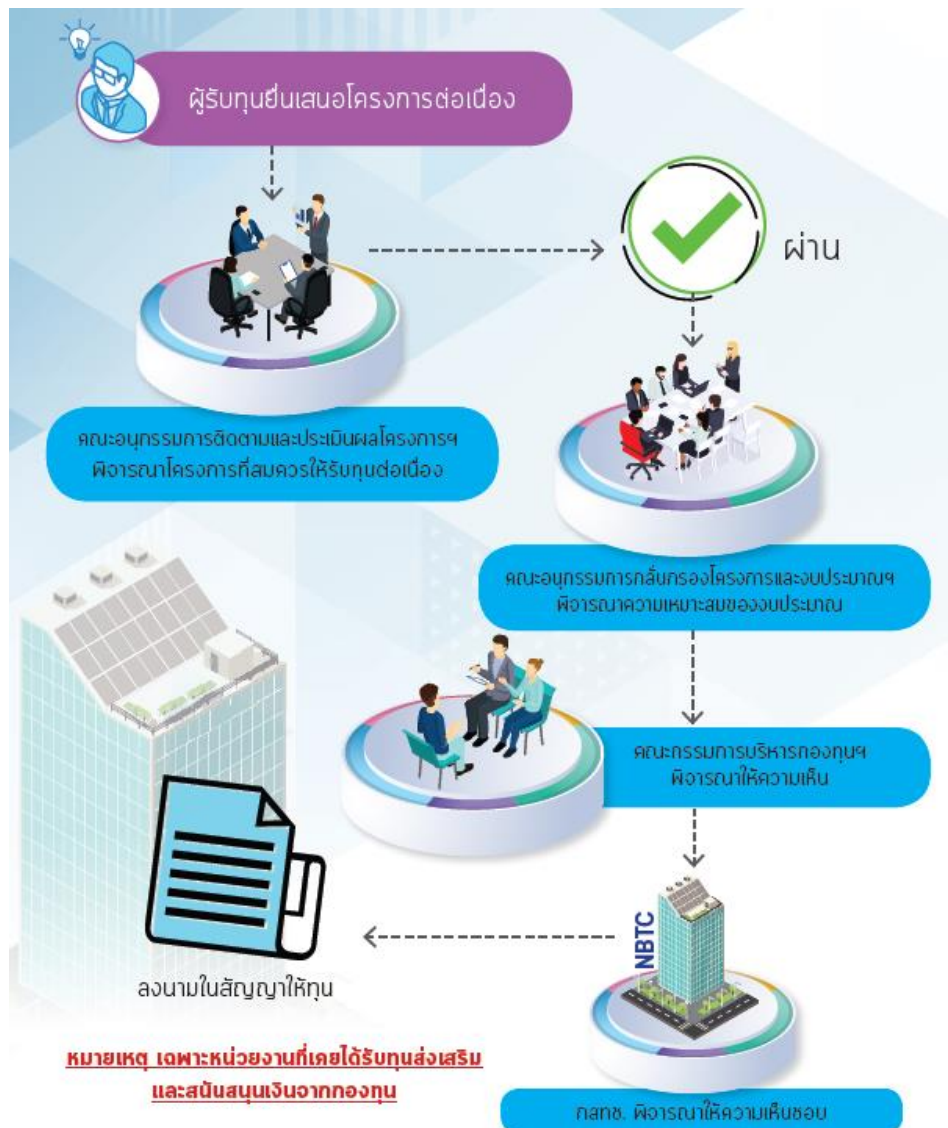 ผู้รับทุนยื่นเสนอโครงการต่อเนื่อง
ผ่าน
คณะอนุกรรมการติดตามและประเมินผลโครงการฯ
พิจารณาโครงการที่สมควรให้รับทุนต่อเนื่อง
คณะอนุกรรมการกลั่นกรองโครงการและงบประมาณฯ
พิจารณาความเหมาะสมของงบประมาณ
คณะกรรมการบริหารกองทุนฯ
พิจารณาให้ความเห็น
NBTC
ลงนามในสัญญาให้ทุน
หมายเหตุ เฉพาะหน่วยงานที่เคยได้รับทุนส่งเสริม
และสนับสนุนเงินจากกองทุน
กสทช. พิจารณาให้ความเห็นชอบ